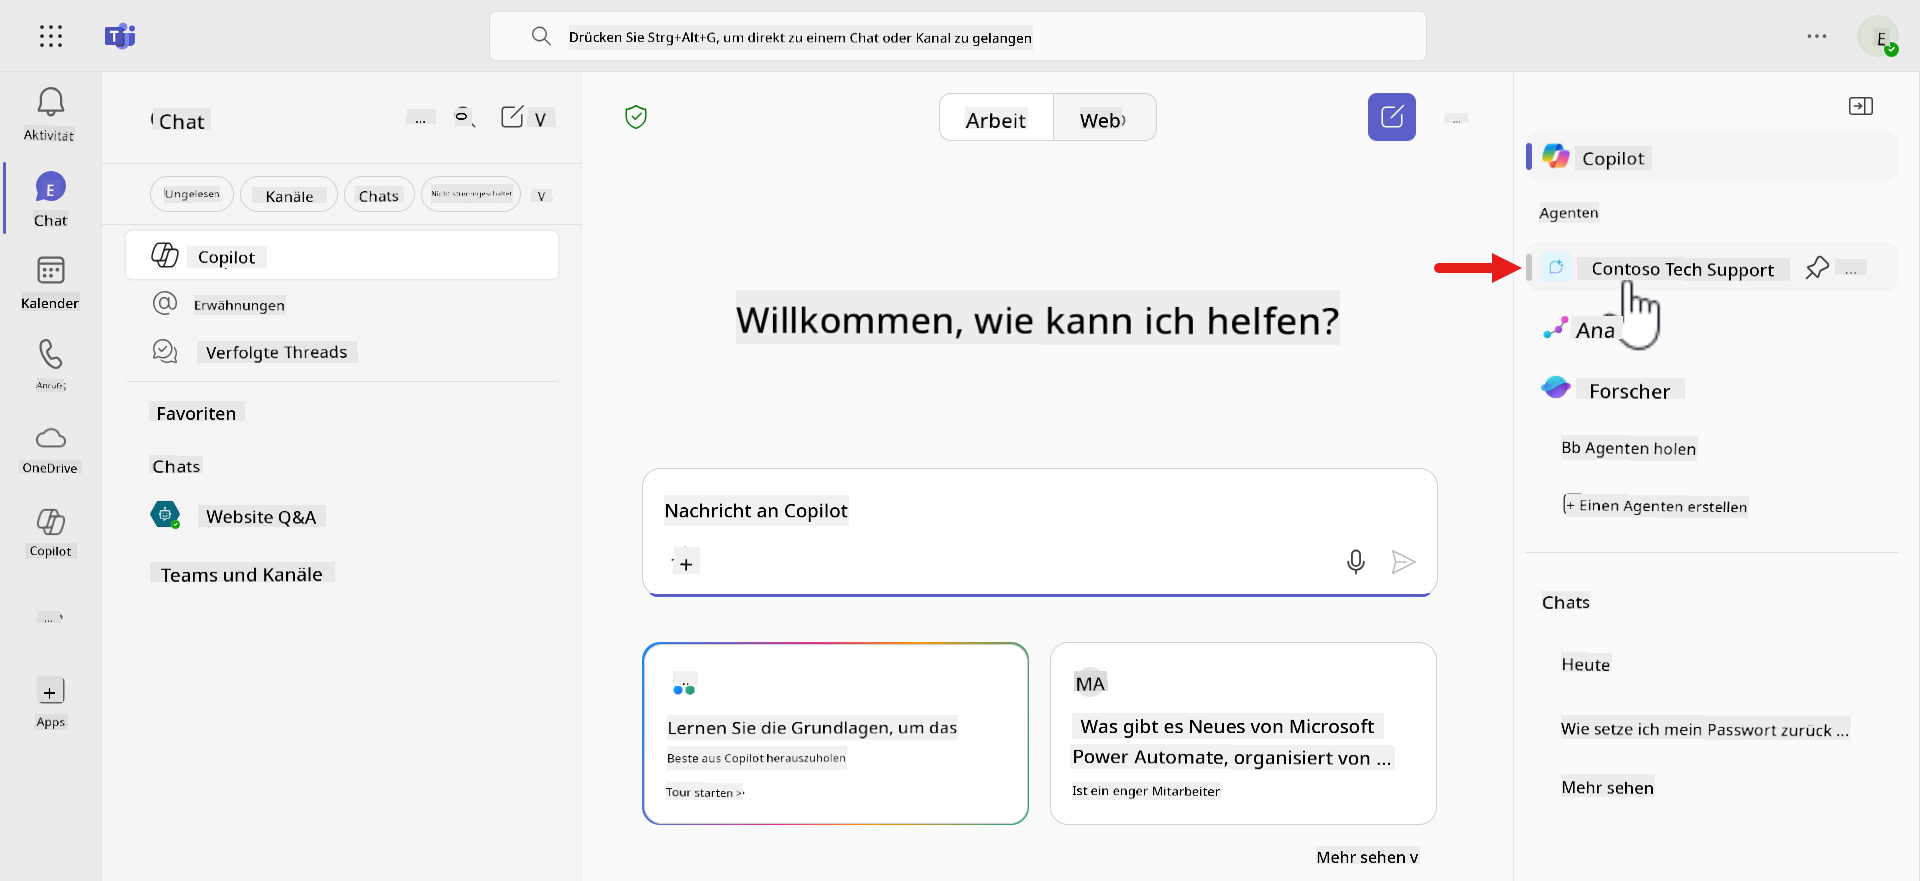 Drücken Sie Strg+Alt+G, um direkt zu einem Chat oder Kanal zu gelangen
E
Aktivität
E
Chat
Kalender
Anrufe
OneDrive
Copilot
...
+
Apps
Chat
...
V
Ungelesen
Kanäle
Chats
Nicht stummgeschaltet
V
Copilot
Erwähnungen
Verfolgte Threads
Favoriten
Chats
Website Q&A
Teams und Kanäle
Arbeit
Web
...
Willkommen, wie kann ich helfen?
Nachricht an Copilot
+
Lernen Sie die Grundlagen, um das
Beste aus Copilot herauszuholen
Tour starten >
MA
Was gibt es Neues von Microsoft
Power Automate, organisiert von ...
Ist ein enger Mitarbeiter
Mehr sehen v
Copilot
Agenten
Contoso Tech Support
...
Ana
Forscher
Bb Agenten holen
+ Einen Agenten erstellen
Chats
Heute
Wie setze ich mein Passwort zurück ...
Mehr sehen